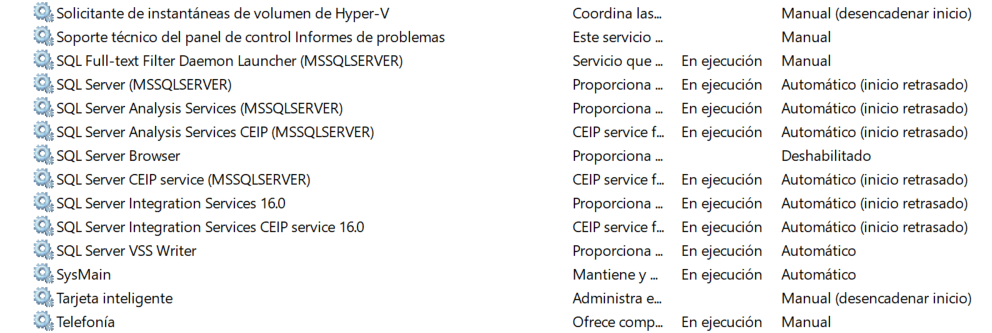 Solicitante de instantáneas de volumen de Hyper-V Coordina las... Manual (desencadenar inicio)
Soporte técnico del panel de control Informes de problemas Este servicio ... Manual
SQL Full-text Filter Daemon Launcher (MSSQLSERVER) Servicio que ... En ejecución Manual
SQL Server (MSSQLSERVER) Proporciona ... En ejecución Automático (inicio retrasado)
SQL Server Analysis Services (MSSQLSERVER) Proporciona ... En ejecución Automático (inicio retrasado)
SQL Server Analysis Services CEIP (MSSQLSERVER) CEIP service f... En ejecución Automático (inicio retrasado)
SQL Server Browser Proporciona ... Deshabilitado
SQL Server CEIP service (MSSQLSERVER) CEIP service f... En ejecución Automático (inicio retrasado)
SQL Server Integration Services 16.0 Proporciona ... En ejecución Automático (inicio retrasado)
SQL Server Integration Services CEIP service 16.0 CEIP service f... En ejecución Automático (inicio retrasado)
SQL Server VSS Writer Proporciona ... En ejecución Automático
SysMain Mantiene y ... En ejecución Automático
Tarjeta inteligente Administra e... Manual (desencadenar inicio)
Telefonía Ofrece comp... En ejecución Manual